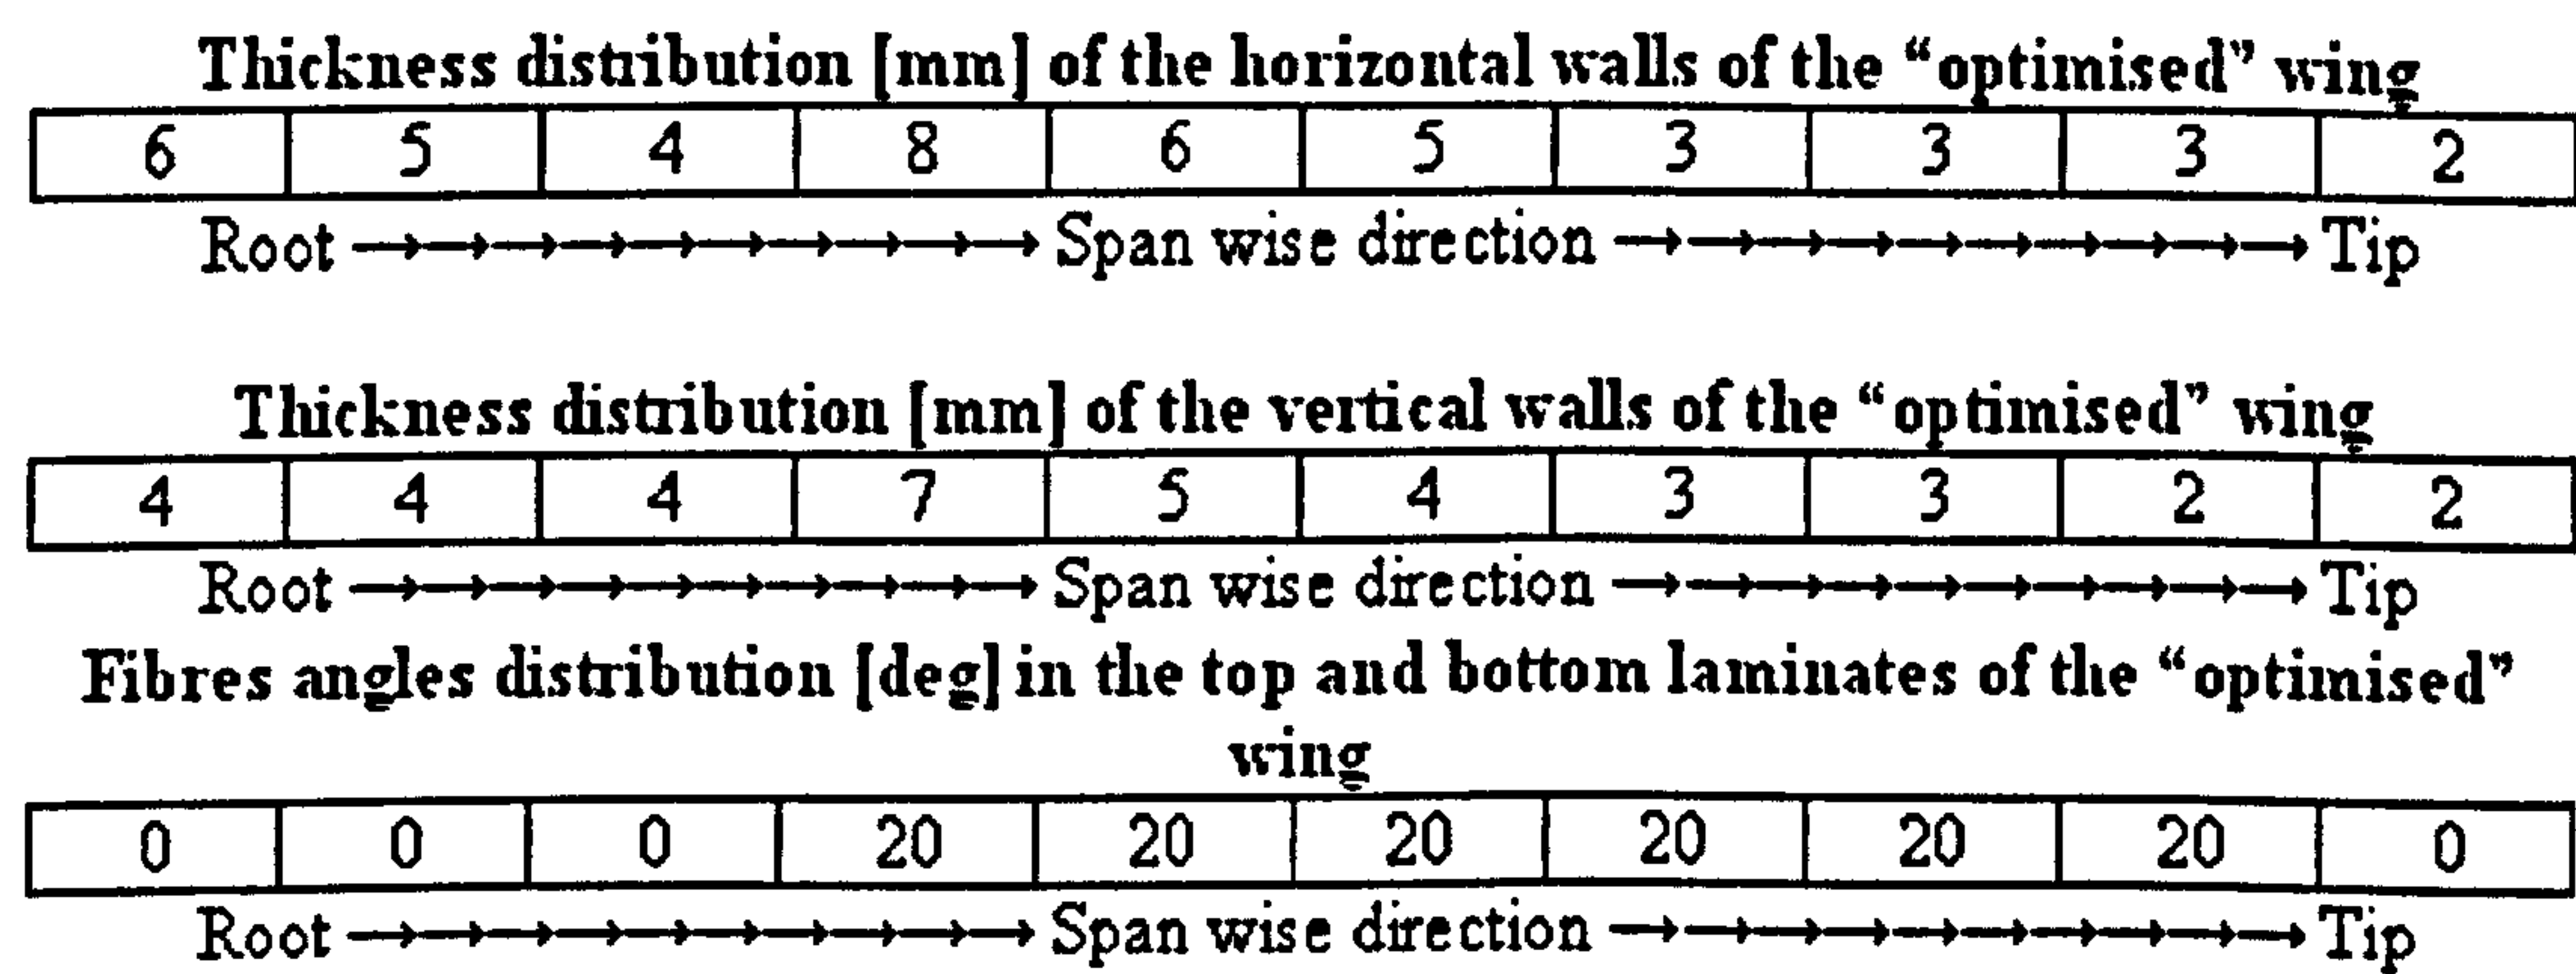 Thickness distribution [mm] of the horizontal walls of the “optimised” wing
6 5 4 8 6 5 3 3 3 2
Root Span wise direction Tip
Thickness distribution [mm] of the vertical walls of the “optimised” wing
4 4 4 7 5 4 3 3 2 2
Root Span wise direction Tip
Fibres angles distribution [deg] in the top and bottom laminates of the “optimised”
wing
0 0 0 20 20 20 20 20 20 0
Root Span wise direction Tip